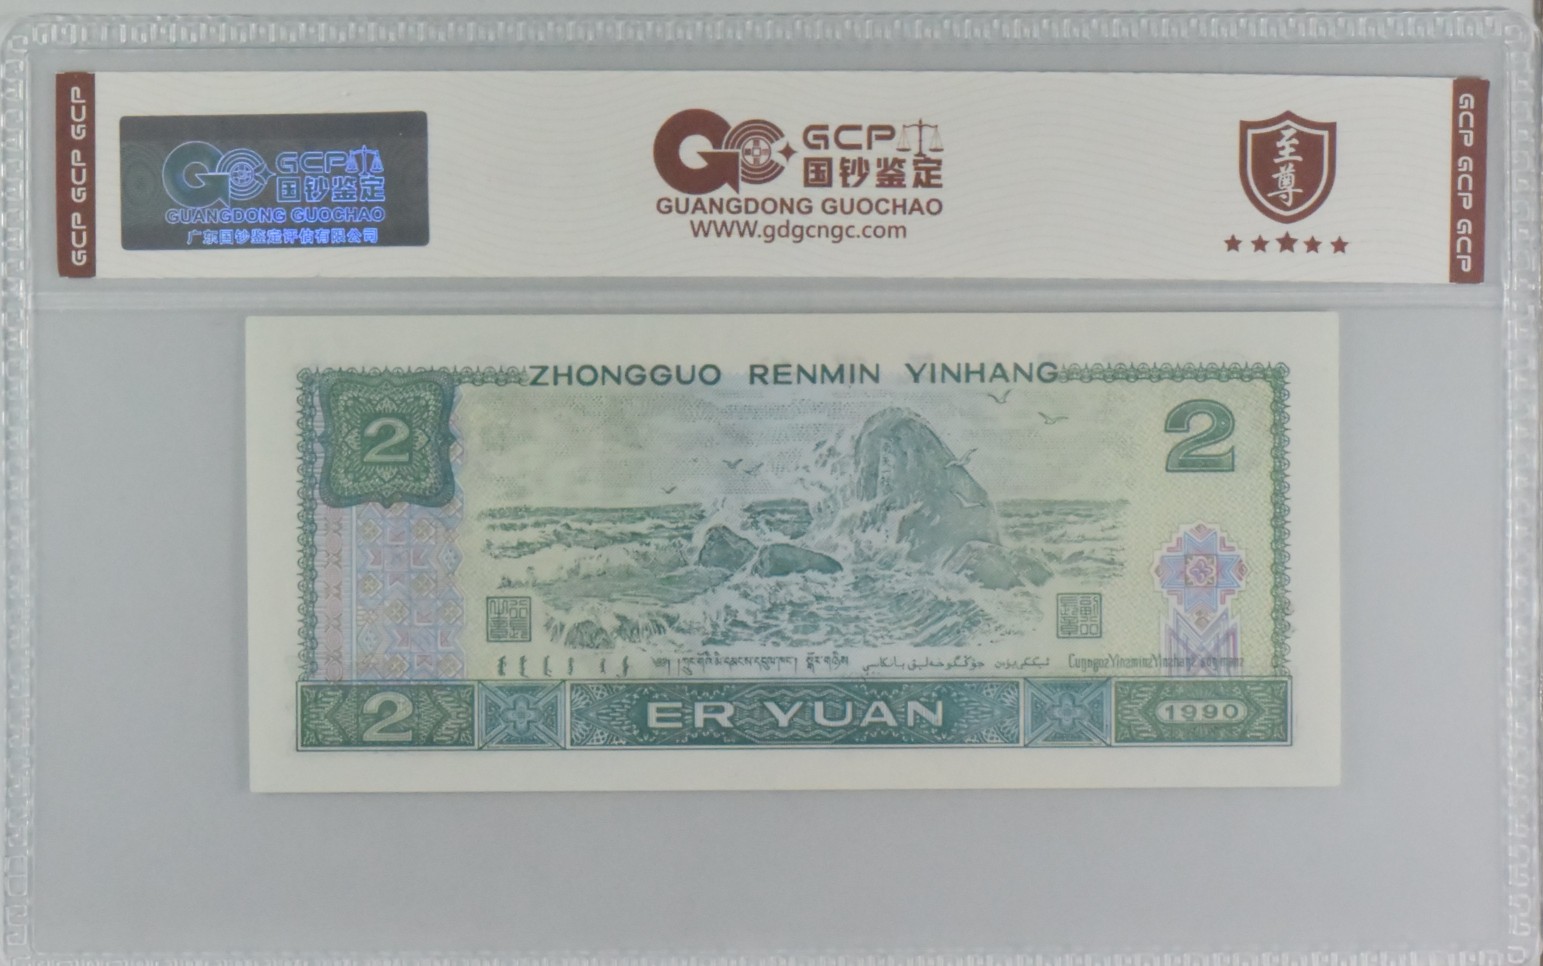 GCP GCP GCP
GCP
国钞鉴定
GUANGDONG GUOCHAO
广东国钞鉴定评估有限公司
GCP
国钞鉴定
GUANGDONG GUOCHAO
WWW.gdgcngc.com
至尊
GCP GCP GCP
ZHONGGUO RENMIN YINHANG
2
2
2
ER YUAN
1990